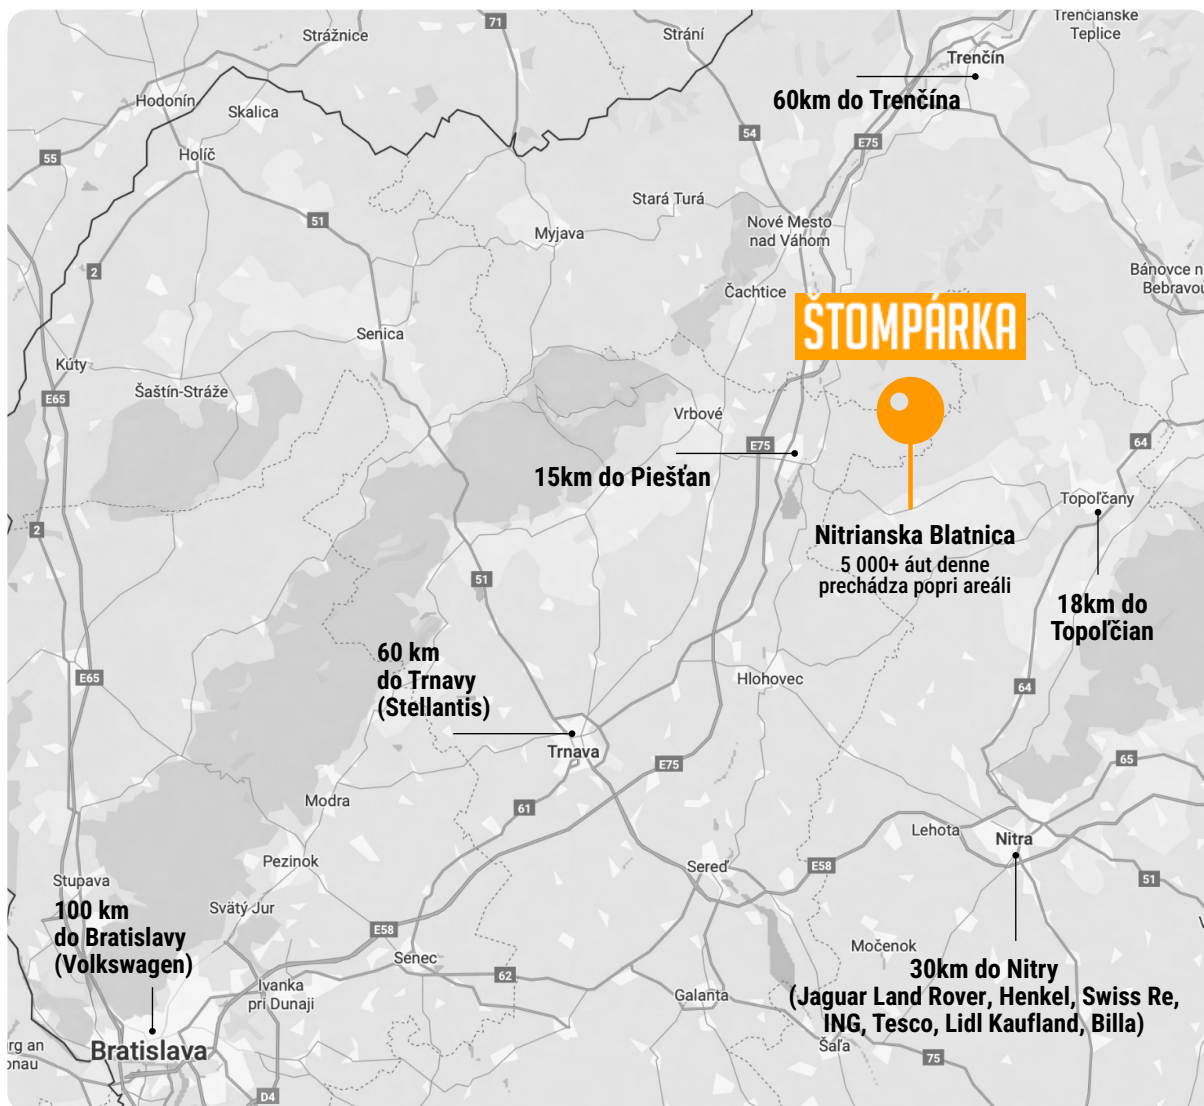 71
Strážnice
Strání
Trenčianske
Teplice
Trenčín
60km do Trenčína
Hodonín
Skalica
54
E75
55
Holíč
Stará Turá
51
Nové Mesto
nad Váhom
Myjava
2
Bánovce n
Bebravou
Čachtice
ŠTOMPÁRKA
Senica
Kúty
Šaštín-Stráže
E65
Vrbové
64
E75
15km do Piešťan
Topoľčany
2
Nitrianska Blatnica
5 000+ áut denne
prechádza popri areáli
51
18km do
Topoľčian
60 km
do Trnavy
(Stellantis)
E65
Hlohovec
64
Trnava
E75
65
Modra
61
Lehota
Nitra
Pezinok
Sereď
E58
Stupava
51
100 km
do Bratislavy
(Volkswagen)
Svätý Jur
E58
Senec
62
Močenok
30km do Nitry
(Jaguar Land Rover, Henkel, Swiss Re,
ING, Tesco, Lidl Kaufland, Billa)
Ivanka
pri Dunaji
Galanta
Šaľa
75
rg an
onau
Bratislava
D4